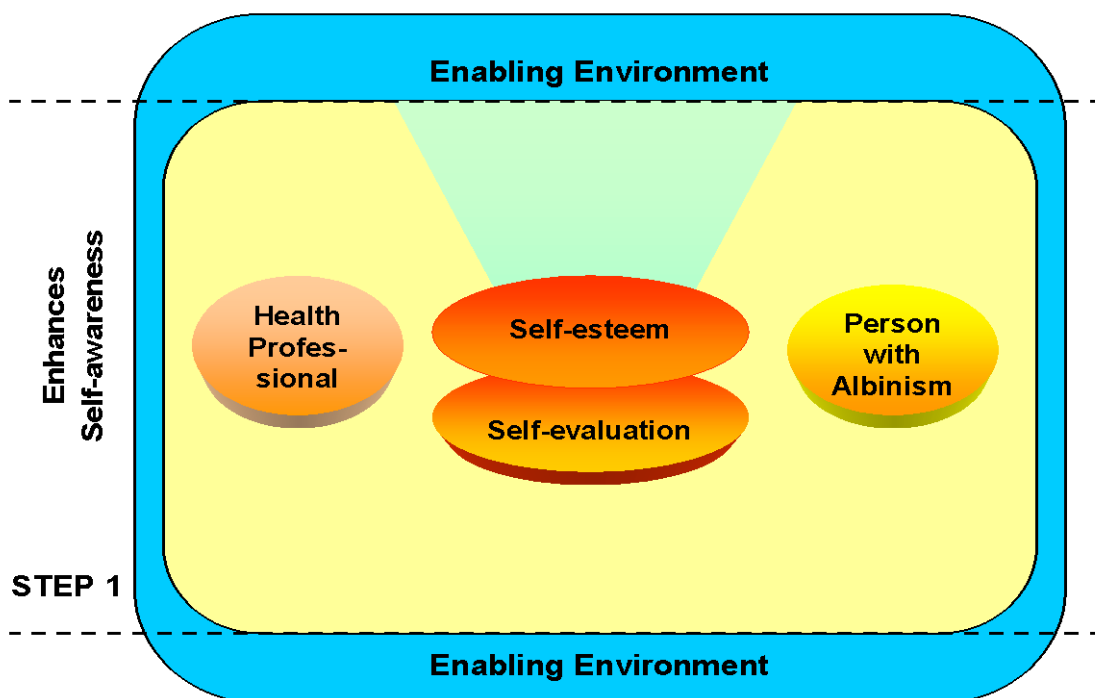 Enabling Environment
Enhances
Self-awareness
Health
Profes-
sional
Self-esteem
Self-evaluation
Person
with
Albinism
STEP 1
Enabling Environment